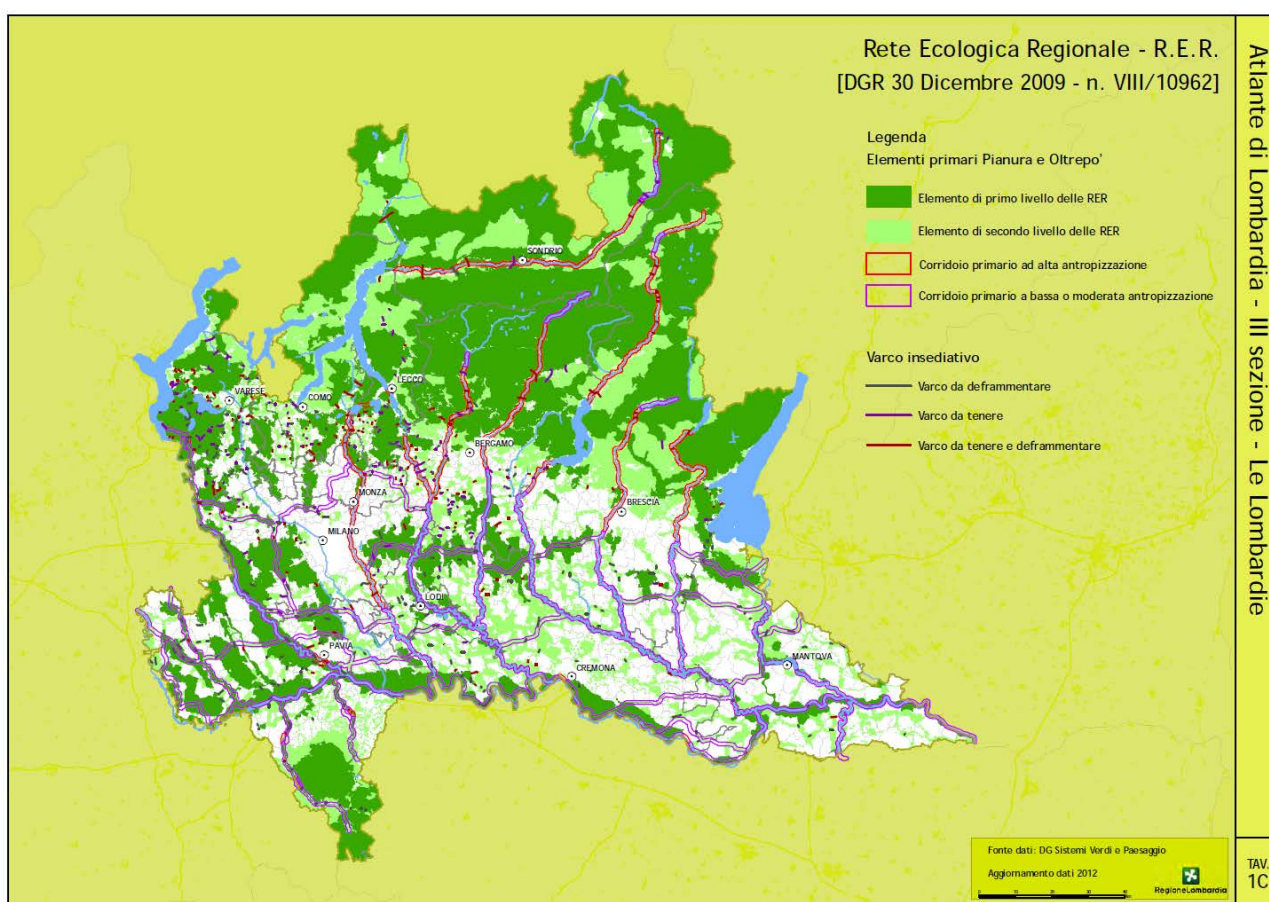 Rete Ecologica Regionale - R.E.R.
[DGR 30 Dicembre 2009 - n. VIII/10962]
Legenda
Elementi primari Pianura e Oltrepo'
Elemento di primo livello delle RER
Elemento di secondo livello delle RER
Corridoio primario ad alta antropizzazione
Corridoio primario a bassa o moderata antropizzazione
Varco insediativo
Varco da deframmentare
Varco da tenere
Varco da tenere e deframmentare
SONDRIO
LECCO
VARESE
COMO
BERGAMO
MONZA
BRESCIA
MILANO
LODI
PAVIA
MANTOVA
CREMONA
Fonte dati: DG Sistemi Verdi e Paesaggio
Aggiornamento dati 2012
RegioneLombardia
Atlante di Lombardia - III sezione - Le Lombardie
TAV.
1C